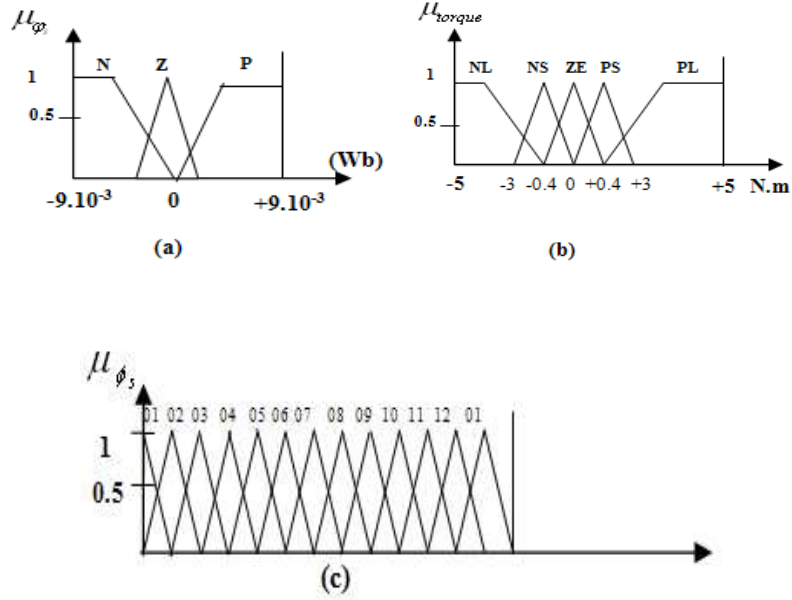 μφs
N Z P
1
0.5
(Wb)
-9.10-3 0 +9.10-3
(a)
μtorque
NL NS ZE PS PL
1
0.5
-5 -3 -0.4 0 +0.4 +3 +5 N.m
(b)
μϕs
01 02 03 04 05 06 07 08 09 10 11 12 01
1
0.5
(c)